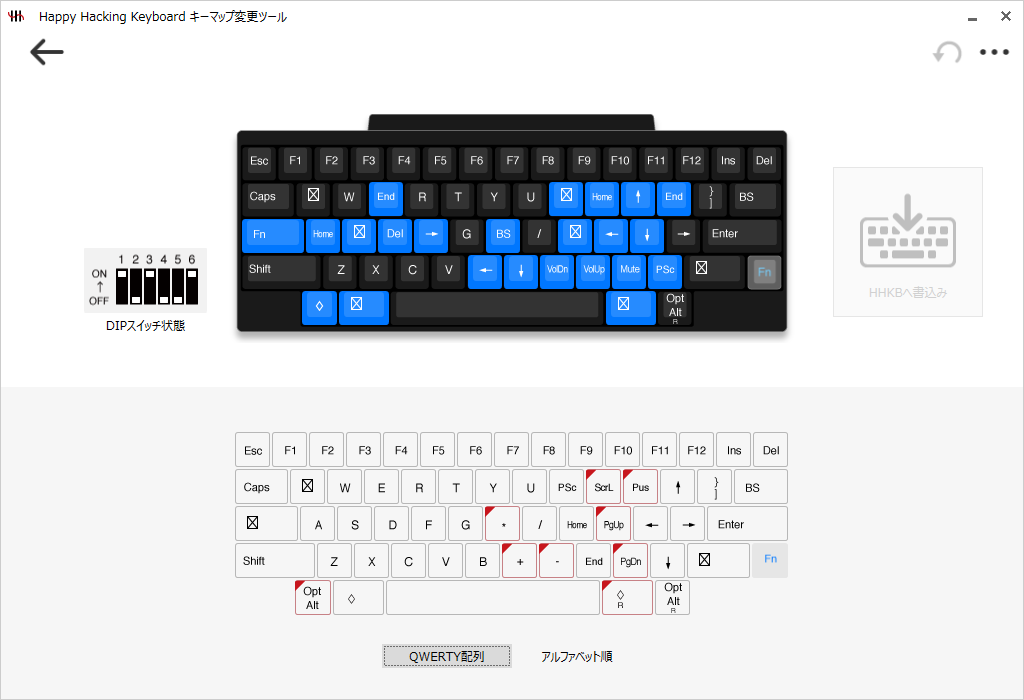 Happy Hacking Keyboard キーマップ変更ツール
Esc F1 F2 F3 F4 F5 F6 F7 F8 F9 F10 F11 F12 Ins Del
Caps W End R T Y U Home ↑ End } ] BS
Fn Home Del → G BS / ← ↓ → Enter
Shift Z X C V ← ↓ VolDn VolUp Mute PSc Fn
◇ Opt Alt R
1 2 3 4 5 6
ON
↑
OFF
DIPスイッチ状態
HHKBへ書込み
Esc F1 F2 F3 F4 F5 F6 F7 F8 F9 F10 F11 F12 Ins Del
Caps W E R T Y U PSc ScrL Pus ↑ } ] BS
A S D F G * / Home PgUp ← → Enter
Shift Z X C V B + - End PgDn ↓ Fn
Opt Alt ◇ ◇ R Opt Alt R
QWERTY配列 アルファベット順